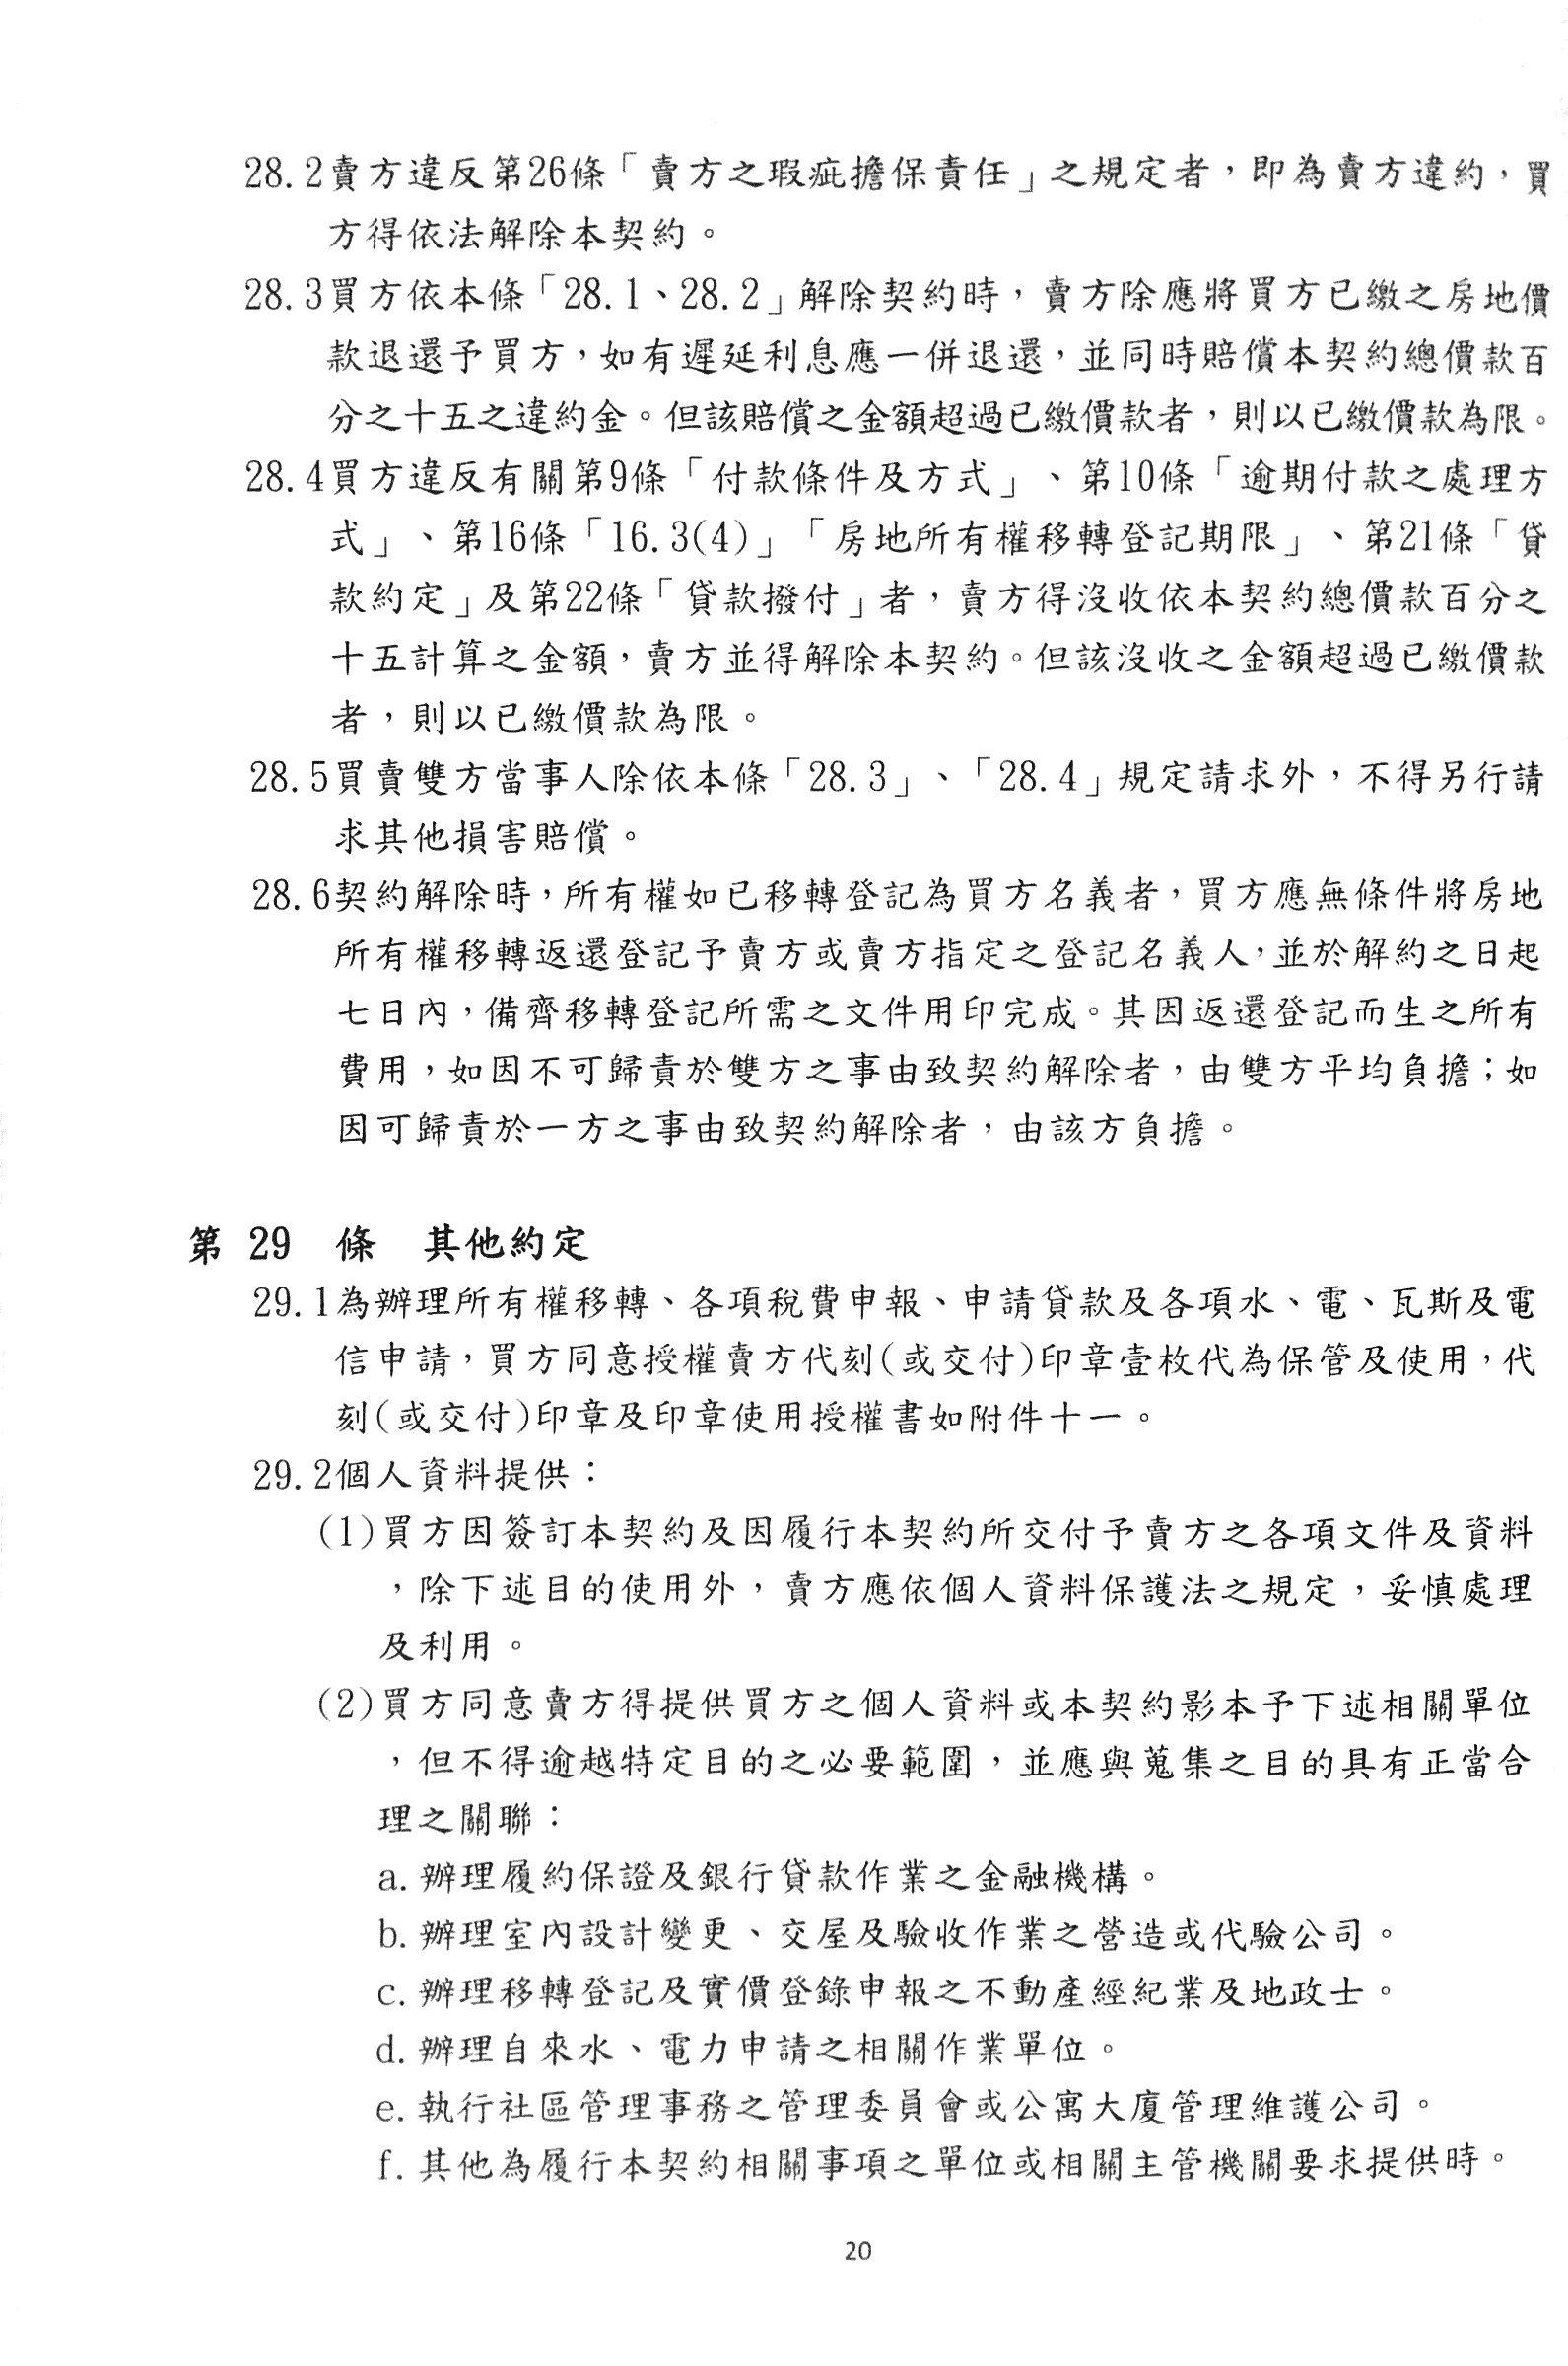 28.2賣方違反第26條「賣方之瑕疵擔保責任」之規定者，即為賣方違約，買
方得依法解除本契約。
28.3買方依本條「28.1、28.2」解除契約時，賣方除應將買方已繳之房地價
款退還予買方，如有遲延利息應一併退還，並同時賠償本契約總價款百
分之十五之違約金。但該賠償之金額超過已繳價款者，則以已繳價款為限。
28.4買方違反有關第9條「付款條件及方式」、第10條「逾期付款之處理方
式」、第16條「16.3(4)」「房地所有權移轉登記期限」、第21條「貸
款約定」及第22條「貸款撥付」者，賣方得沒收依本契約總價款百分之
十五計算之金額，賣方並得解除本契約。但該沒收之金額超過已繳價款
者，則以已繳價款為限。
28.5買賣雙方當事人除依本條「28.3」、「28.4」規定請求外，不得另行請
求其他損害賠償。
28.6契約解除時，所有權如已移轉登記為買方名義者，買方應無條件將房地
所有權移轉返還登記予賣方或賣方指定之登記名義人，並於解約之日起
七日內，備齊移轉登記所需之文件用印完成。其因返還登記而生之所有
費用，如因不可歸責於雙方之事由致契約解除者，由雙方平均負擔；如
因可歸責於一方之事由致契約解除者，由該方負擔。
第 29 條 其他約定
29.1為辦理所有權移轉、各項稅費申報、申請貸款及各項水、電、瓦斯及電
信申請，買方同意授權賣方代刻(或交付)印章壹枚代為保管及使用，代
刻(或交付)印章及印章使用授權書如附件十一。
29.2個人資料提供：
(1)買方因簽訂本契約及因履行本契約所交付予賣方之各項文件及資料
，除下述目的使用外，賣方應依個人資料保護法之規定，妥慎處理
及利用。
(2)買方同意賣方得提供買方之個人資料或本契約影本予下述相關單位
，但不得逾越特定目的之必要範圍，並應與蒐集之目的具有正當合
理之關聯：
a.辦理履約保證及銀行貸款作業之金融機構。
b.辦理室內設計變更、交屋及驗收作業之營造或代驗公司。
c.辦理移轉登記及實價登錄申報之不動產經紀業及地政士。
d.辦理自來水、電力申請之相關作業單位。
e.執行社區管理事務之管理委員會或公寓大廈管理維護公司。
f.其他為履行本契約相關事項之單位或相關主管機關要求提供時。
20